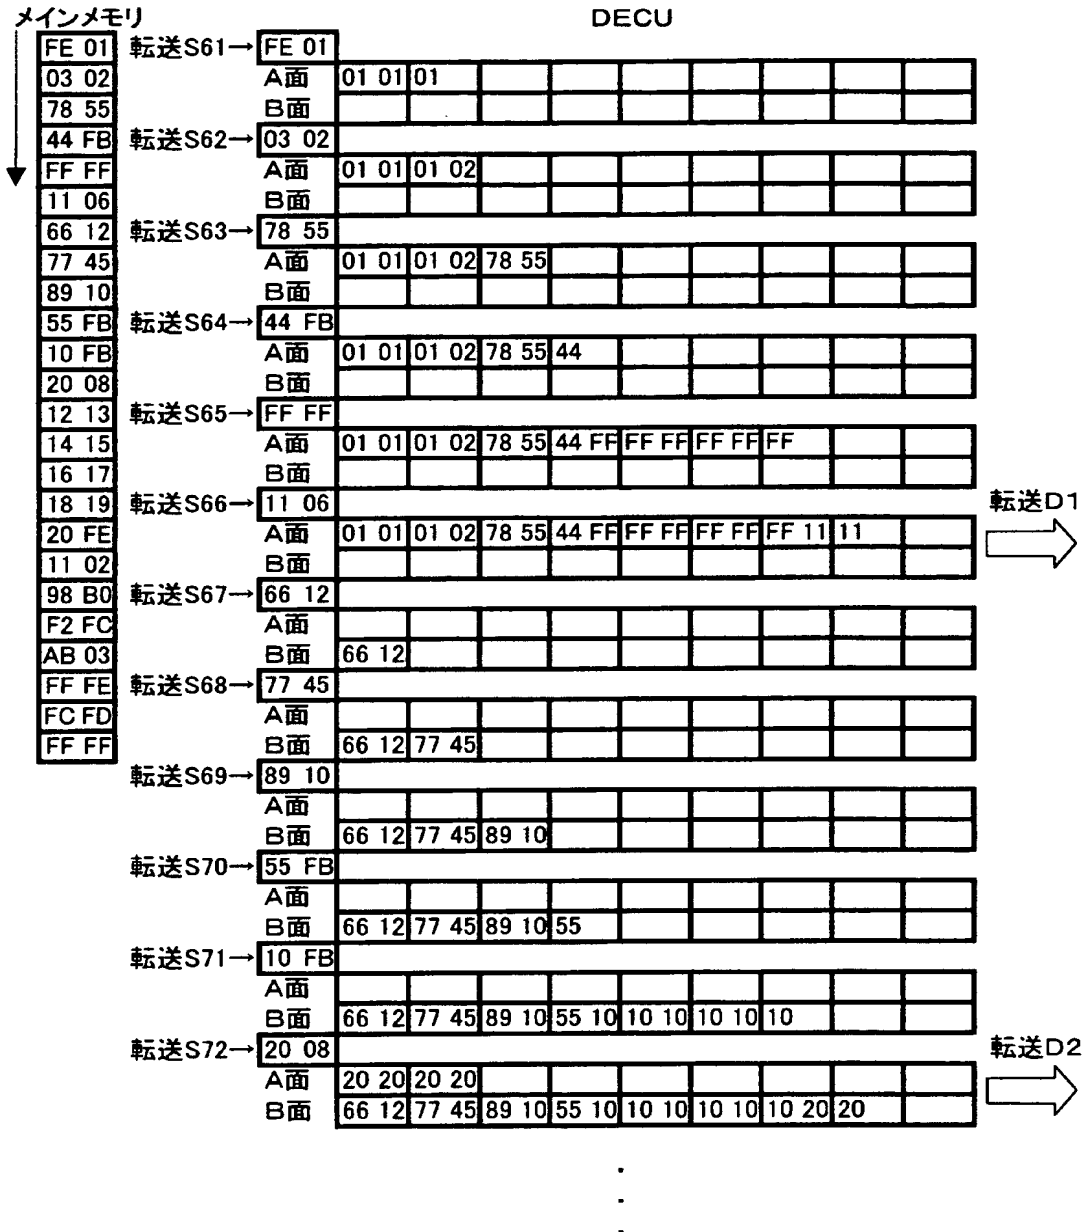 メインメモリ
DECU
FE 01
03 02
78 55
44 FB
FF FF
11 06
66 12
77 45
89 10
55 FB
10 FB
20 08
12 13
14 15
16 17
18 19
20 FE
11 02
98 B0
F2 FC
AB 03
FF FE
FC FD
FF FF
転送S61→ FE 01
A面 01 01 01
B面
転送S62→ 03 02
A面 01 01 01 02
B面
転送S63→ 78 55
A面 01 01 01 02 78 55
B面
転送S64→ 44 FB
A面 01 01 01 02 78 55 44
B面
転送S65→ FF FF
A面 01 01 01 02 78 55 44 FF FF FF FF FF FF
B面
転送S66→ 11 06
転送D1
A面 01 01 01 02 78 55 44 FF FF FF FF FF FF 11 11
B面
転送S67→ 66 12
A面
B面 66 12
転送S68→ 77 45
A面
B面 66 12 77 45
転送S69→ 89 10
A面
B面 66 12 77 45 89 10
転送S70→ 55 FB
A面
B面 66 12 77 45 89 10 55
転送S71→ 10 FB
A面
B面 66 12 77 45 89 10 55 10 10 10 10 10 10
転送S72→ 20 08
転送D2
A面 20 20 20 20
B面 66 12 77 45 89 10 55 10 10 10 10 10 10 20 20